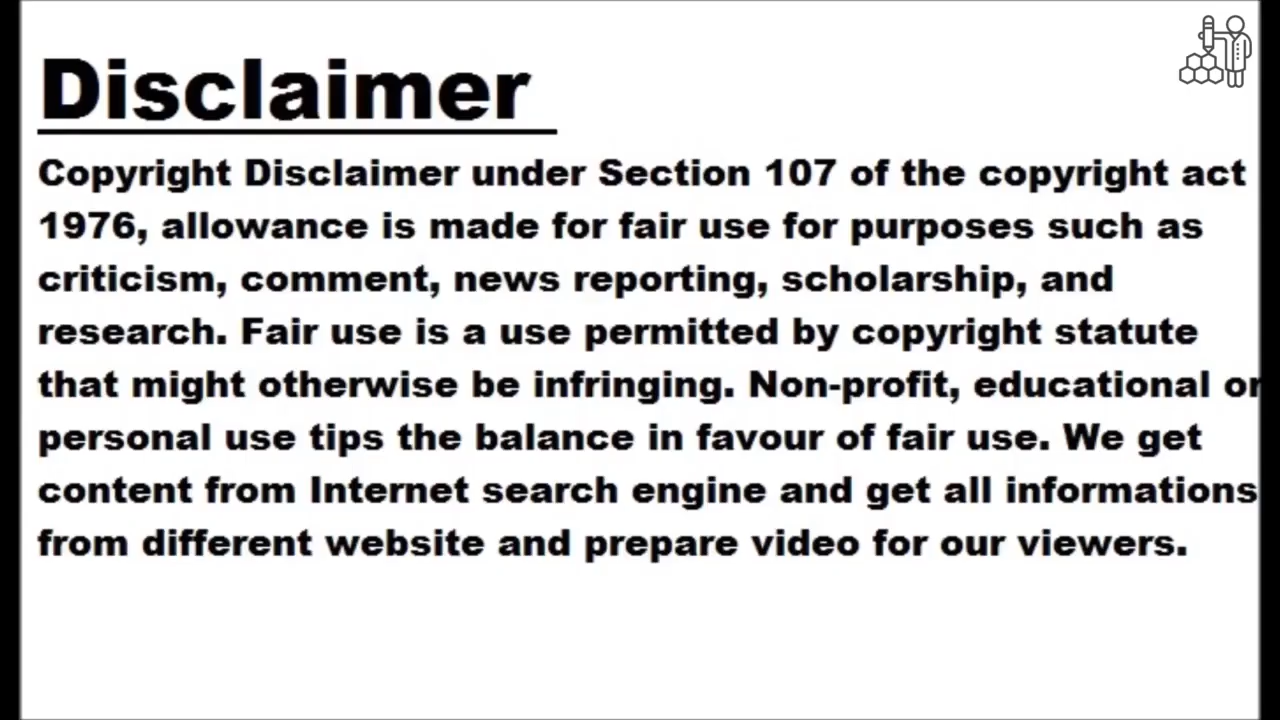 Disclaimer
Copyright Disclaimer under Section 107 of the copyright act
1976, allowance is made for fair use for purposes such as
criticism, comment, news reporting, scholarship, and
research. Fair use is a use permitted by copyright statute
that might otherwise be infringing. Non-profit, educational or
personal use tips the balance in favour of fair use. We get
content from Internet search engine and get all informations
from different website and prepare video for our viewers.